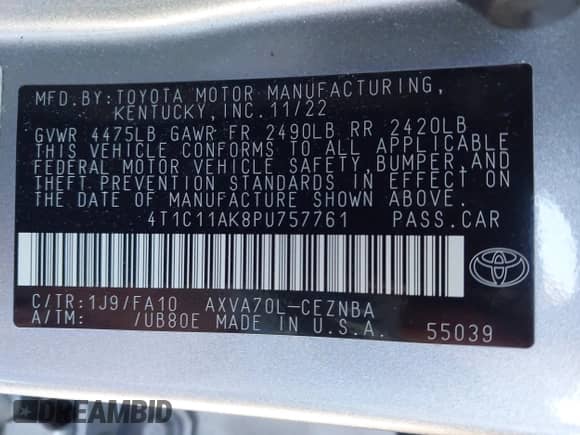 MFD.BY:TOYOTA MOTOR MANUFACTURING,
KENTUCKY, INC.11/22
GVWR 4475LB GAWR FR 2490LB RR 2420LB
THIS VEHICLE CONFORMS TO ALL APPLICABLE
FEDERAL MOTOR VEHICLE SAFETY,BUMPER,AND
THEFT PREVENTION STANDARDS IN EFFECT ON
THE DATE OF MANUFACTURE SHOWN ABOVE.
4T1C11AK8PU757761 PASS.CAR
C/TR:1J9/FA10 AXVA70L-CEZNBA
A/TM: /UB80E MADE IN U.S.A. 55039
DREAMBID